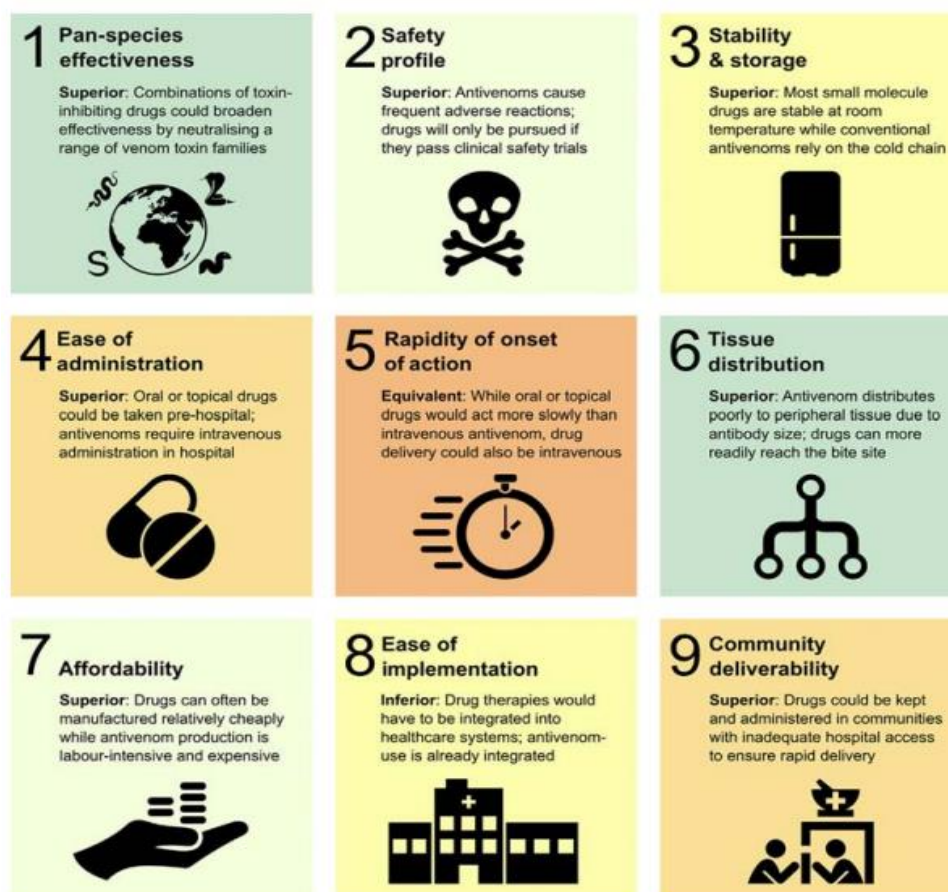 1 Pan-species
effectiveness
Superior: Combinations of toxin-
inhibiting drugs could broaden
effectiveness by neutralising a
range of venom toxin families
S
2 Safety
profile
Superior: Antivenoms cause
frequent adverse reactions;
drugs will only be pursued if
they pass clinical safety trials
3 Stability
& storage
Superior: Most small molecule
drugs are stable at room
temperature while conventional
antivenoms rely on the cold chain
4 Ease of
administration
Superior: Oral or topical drugs
could be taken pre-hospital;
antivenoms require intravenous
administration in hospital
5 Rapidity of onset
of action
Equivalent: While oral or topical
drugs would act more slowly than
intravenous antivenom, drug
delivery could also be intravenous
6 Tissue
distribution
Superior: Antivenom distributes
poorly to peripheral tissue due to
antibody size; drugs can more
readily reach the bite site
7 Affordability
Superior: Drugs can often be
manufactured relatively cheaply
while antivenom production is
labour-intensive and expensive
8 Ease of
implementation
Inferior: Drug therapies would
have to be integrated into
healthcare systems; antivenom-
use is already integrated
9 Community
deliverability
Superior: Drugs could be kept
and administered in communities
with inadequate hospital access
to ensure rapid delivery